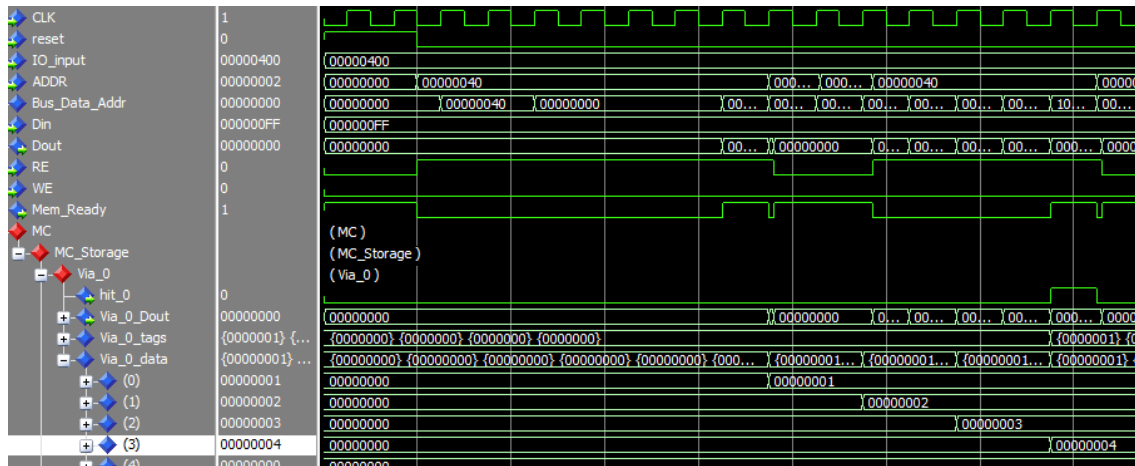 CLK 1
reset 0
IO_input 00000400 00000400
ADDR 00000002 00000000 00000040 000... 000... 00000040 0000
Bus_Data_Addr 00000000 00000000 00000040 00000000 00... 00... 00... 00... 00... 00... 00... 10... 00...
Din 000000FF 000000FF
Dout 00000000 00000000 00... 00000000 0... 00... 00... 00... 000... 0000
RE 0
WE 0
Mem_Ready 1
MC ( MC )
MC_Storage ( MC_Storage )
Via_0 ( Via_0 )
hit_0 0
Via_0_Dout 00000000 00000000 00000000 0... 00... 00... 00... 000... 0000
Via_0_tags {0000001} {... {0000000} {0000000} {0000000} {0000000} {0000001} {0
Via_0_data {00000001} ... {00000000} {00000000} {00000000} {00000000} {00000000} {000... {00000001... {00000001... {00000001... {00000001}
(0) 00000001 00000000 00000001
(1) 00000002 00000000 00000002
(2) 00000003 00000000 00000003
(3) 00000004 00000000 00000004
(4) 00000000 00000000